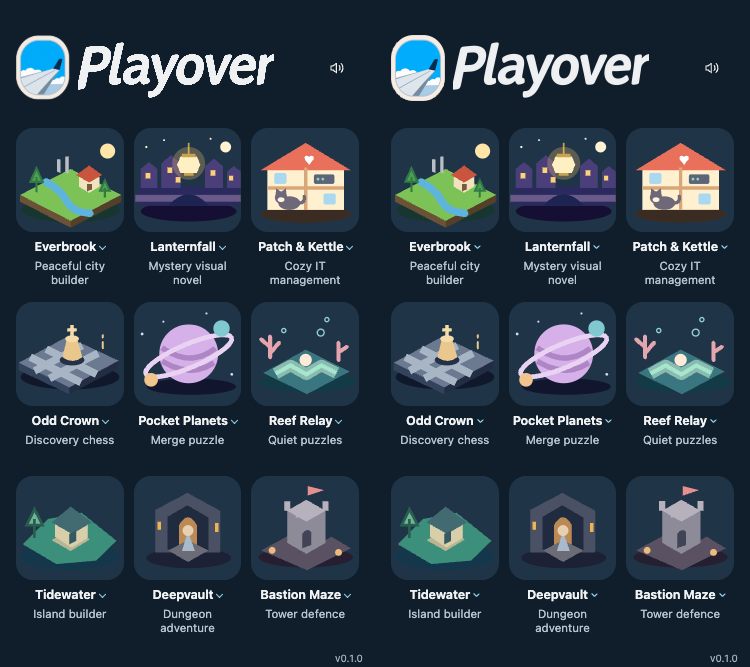 Playover
Everbrook
Peaceful city
builder
Lanternfall
Mystery visual
novel
Patch & Kettle
Cozy IT
management
Odd Crown
Discovery chess
Pocket Planets
Merge puzzle
Reef Relay
Quiet puzzles
Tidewater
Island builder
Deepvault
Dungeon
adventure
Bastion Maze
Tower defence
v0.1.0
Playover
Everbrook
Peaceful city
builder
Lanternfall
Mystery visual
novel
Patch & Kettle
Cozy IT
management
Odd Crown
Discovery chess
Pocket Planets
Merge puzzle
Reef Relay
Quiet puzzles
Tidewater
Island builder
Deepvault
Dungeon
adventure
Bastion Maze
Tower defence
v0.1.0